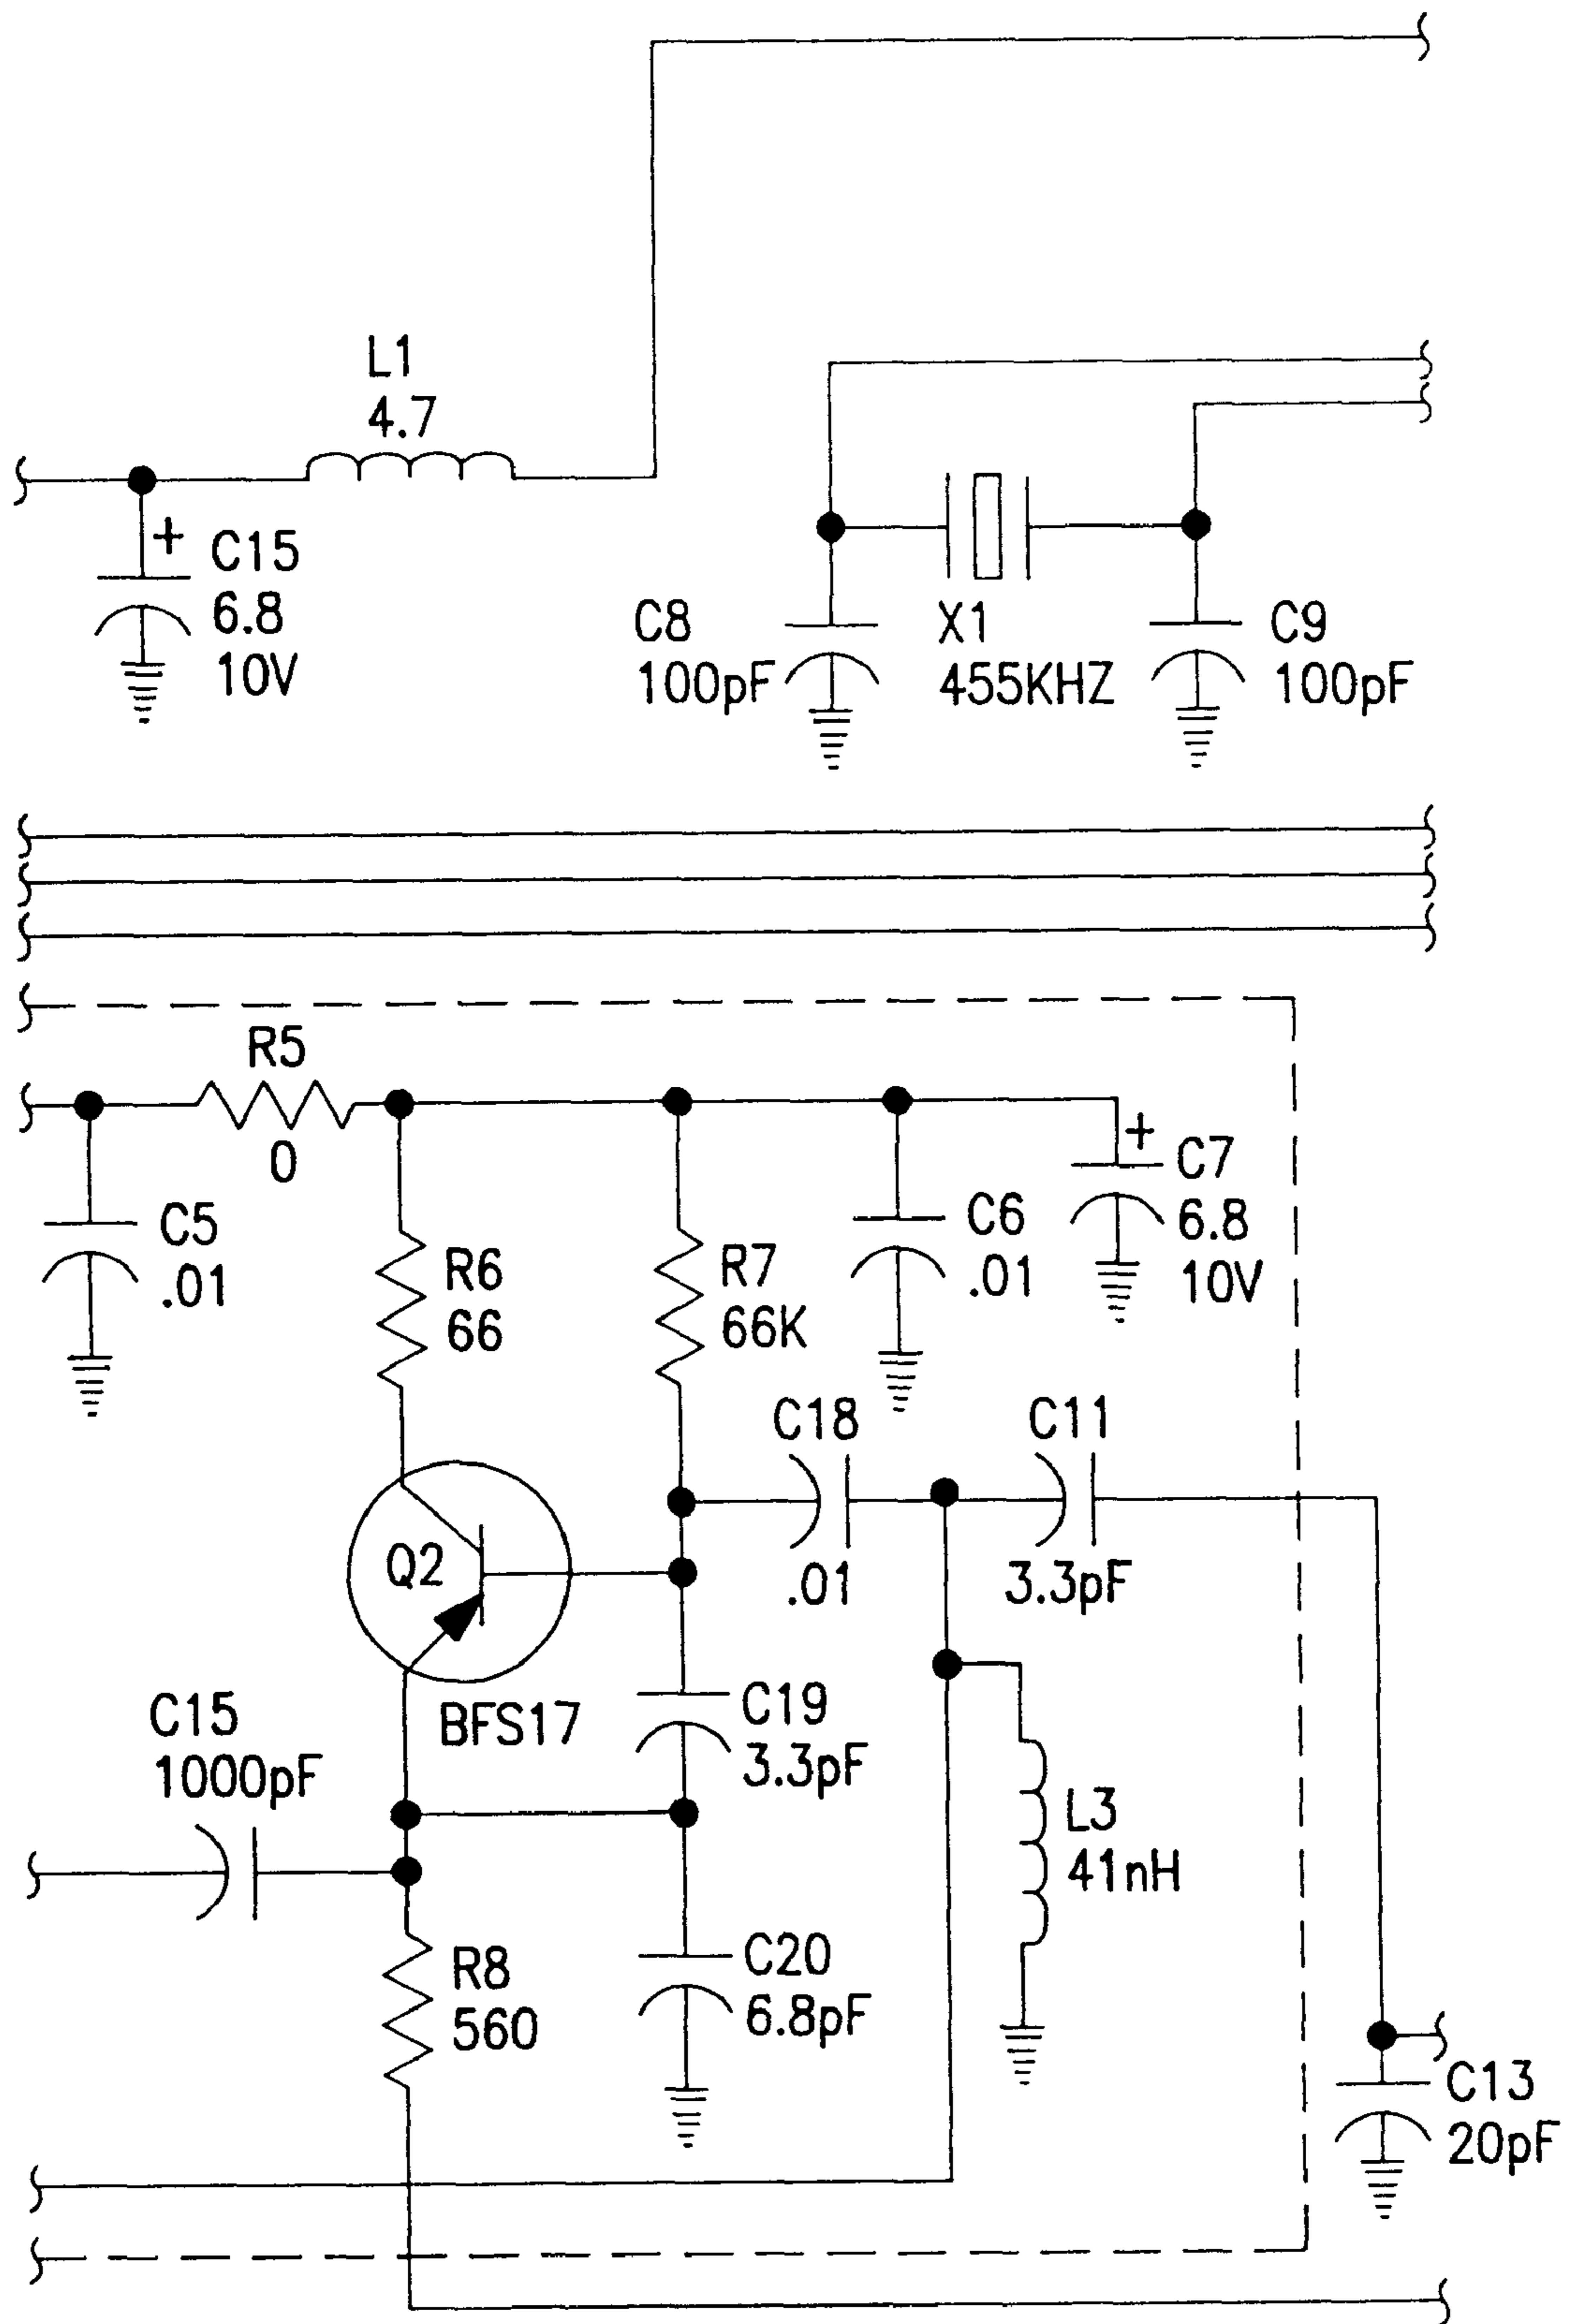 L1
4.7
+
C15
6.8
10V
C8
100pF
X1
455KHZ
C9
100pF
R5
0
C5
.01
R6
66
R7
66K
C6
.01
+
C7
6.8
10V
C18
.01
C11
3.3pF
Q2
BFS17
C15
1000pF
C19
3.3pF
L3
41nH
R8
560
C20
6.8pF
C13
20pF